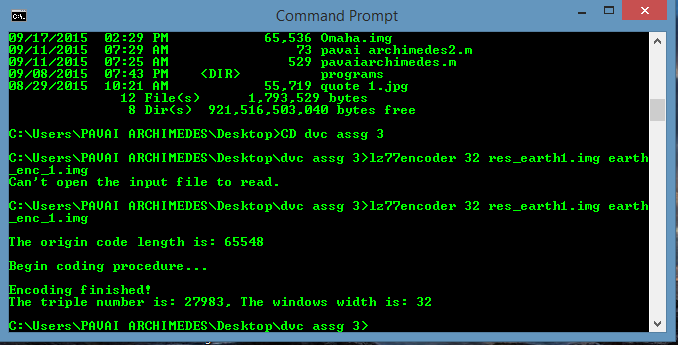 Command Prompt
09/17/2015  02:29 PM            65,536 Omaha.img
09/11/2015  07:29 AM                73 pavai archimedes2.m
09/11/2015  07:25 AM               529 pavaiarchimedes.m
09/08/2015  07:43 PM    <DIR>          programs
08/29/2015  10:21 AM            55,719 quote 1.jpg
              12 File(s)      1,793,529 bytes
               8 Dir(s)  921,516,503,040 bytes free
C:\Users\PAVAI ARCHIMEDES\Desktop>CD dvc assg 3
C:\Users\PAVAI ARCHIMEDES\Desktop\dvc assg 3>lz77encoder 32 res_earth1.img earth
_enc_1.img
Can't open the input file to read.
C:\Users\PAVAI ARCHIMEDES\Desktop\dvc assg 3>lz77encoder 32 res_earth1.img earth
_enc_1.img
The origin code length is: 65548
Begin coding procedure...
Encoding finished!
The triple number is: 27983, The windows width is: 32
C:\Users\PAVAI ARCHIMEDES\Desktop\dvc assg 3>